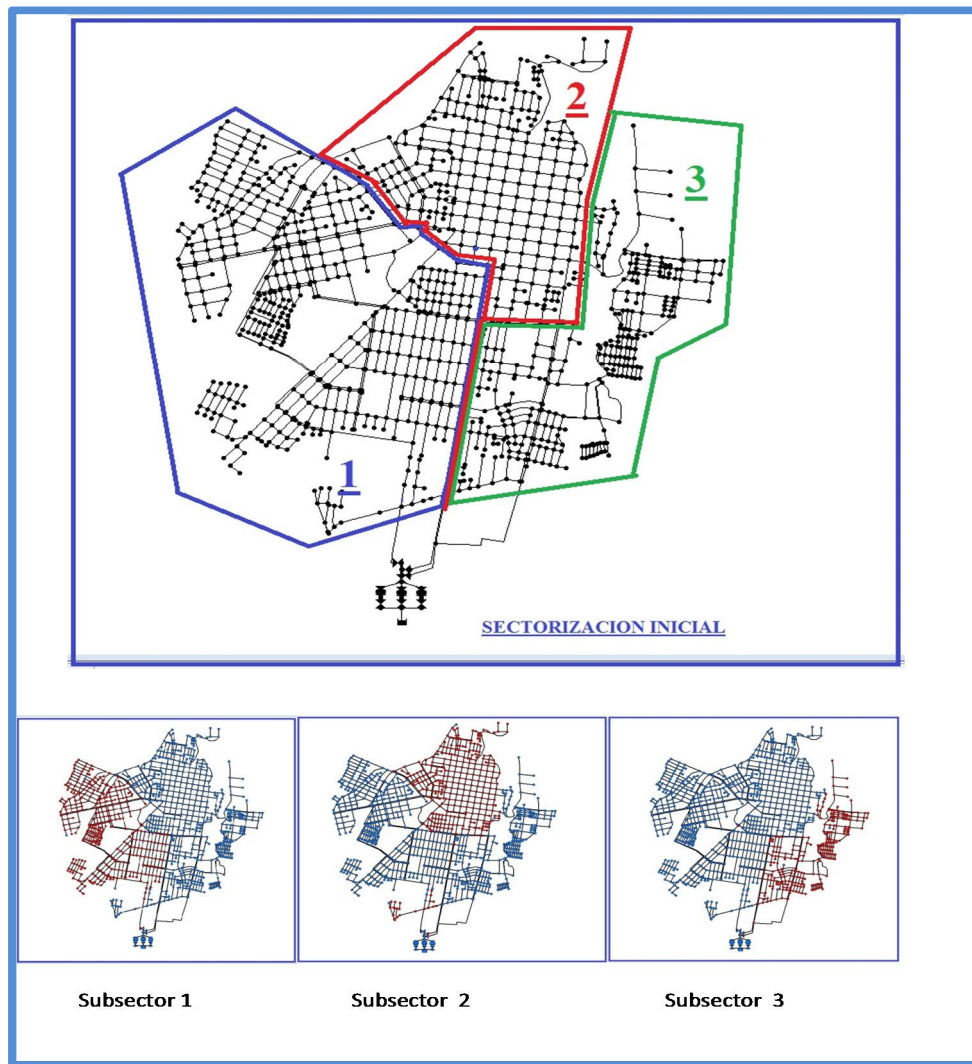 2
3
1
SECTORIZACION INICIAL
Subsector 1
Subsector 2
Subsector 3